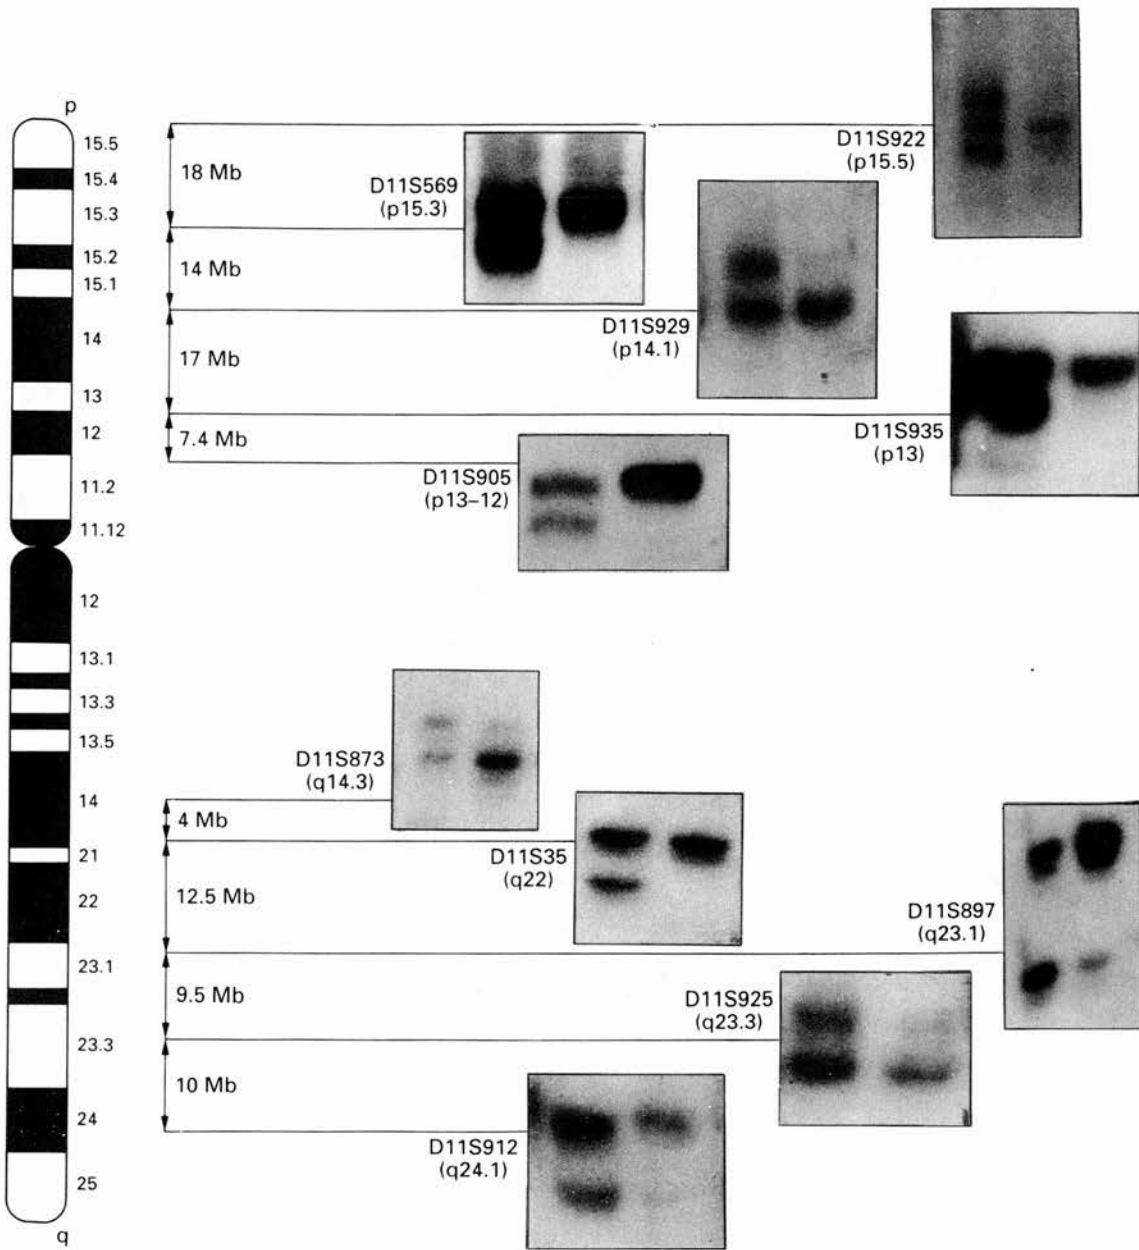 p
15.5
15.4
15.3
15.2
15.1
14
13
12
11.2
11.12
12
13.1
13.3
13.5
14
21
22
23.1
23.3
24
25
q
18 Mb
14 Mb
17 Mb
7.4 Mb
4 Mb
12.5 Mb
9.5 Mb
10 Mb
D11S922
(p15.5)
D11S569
(p15.3)
D11S929
(p14.1)
D11S935
(p13)
D11S905
(p13–12)
D11S873
(q14.3)
D11S35
(q22)
D11S897
(q23.1)
D11S925
(q23.3)
D11S912
(q24.1)